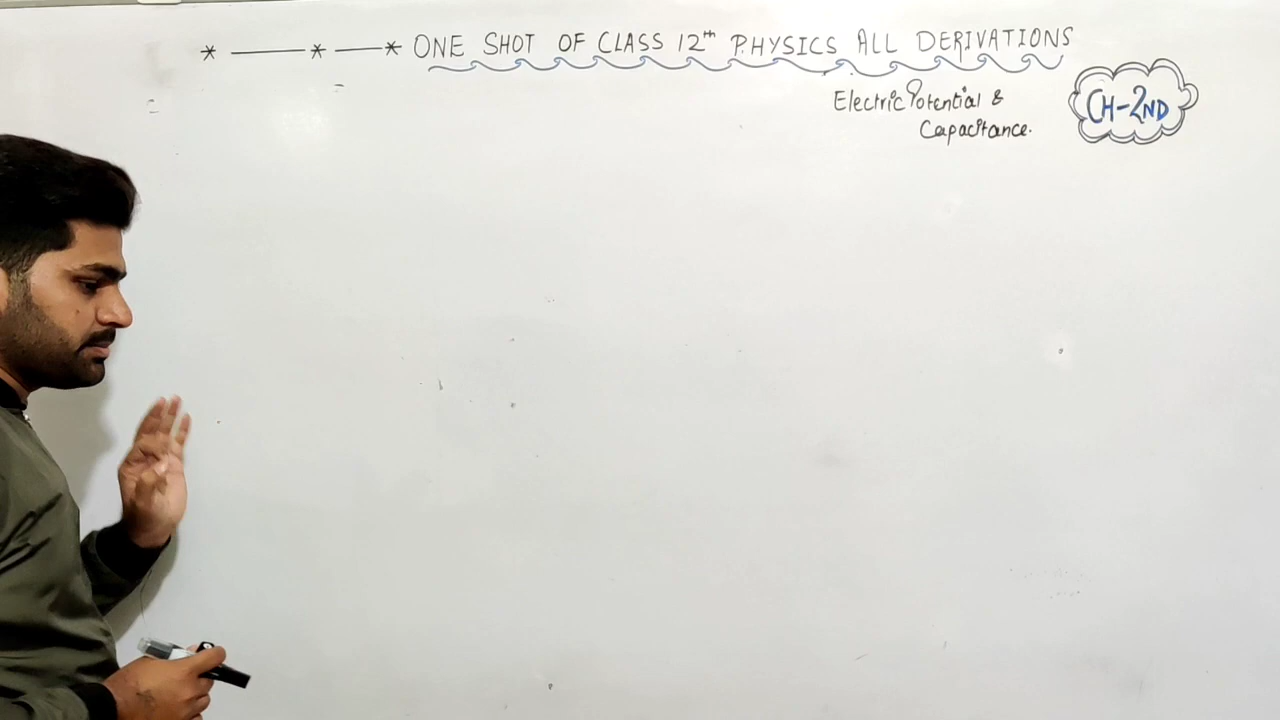 * —— * —— * ONE SHOT OF CLASS 12th PHYSICS ALL DERIVATIONS
Electric Potential &
Capacitance.
CH-2ND